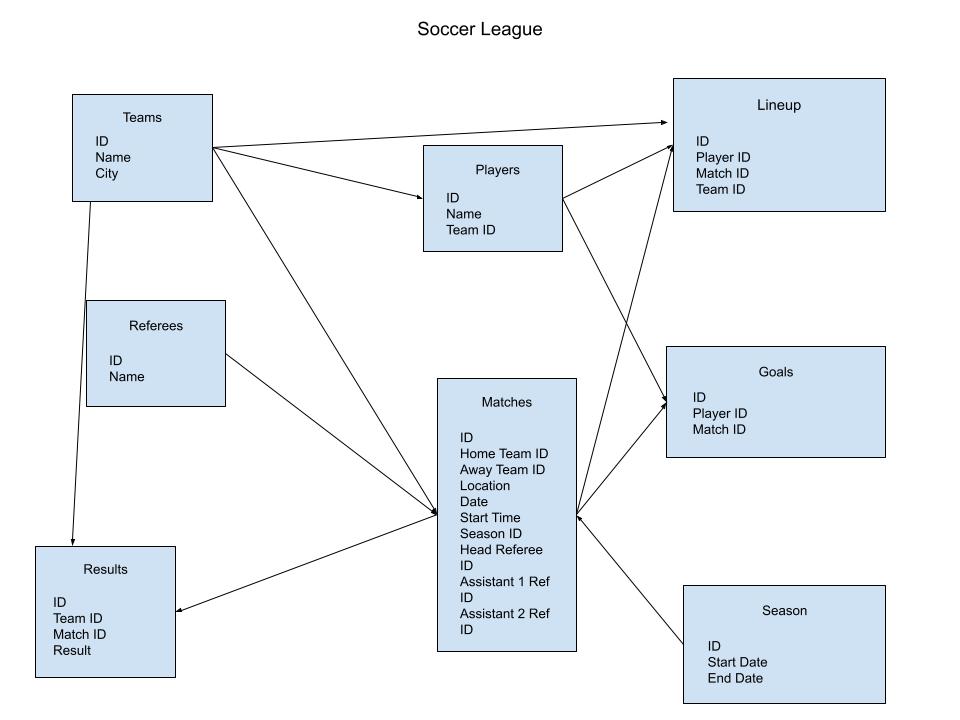 Soccer League
Teams
ID
Name
City
Players
ID
Name
Team ID
Lineup
ID
Player ID
Match ID
Team ID
Referees
ID
Name
Matches
ID
Home Team ID
Away Team ID
Location
Date
Start Time
Season ID
Head Referee
ID
Assistant 1 Ref
ID
Assistant 2 Ref
ID
Goals
ID
Player ID
Match ID
Results
ID
Team ID
Match ID
Result
Season
ID
Start Date
End Date